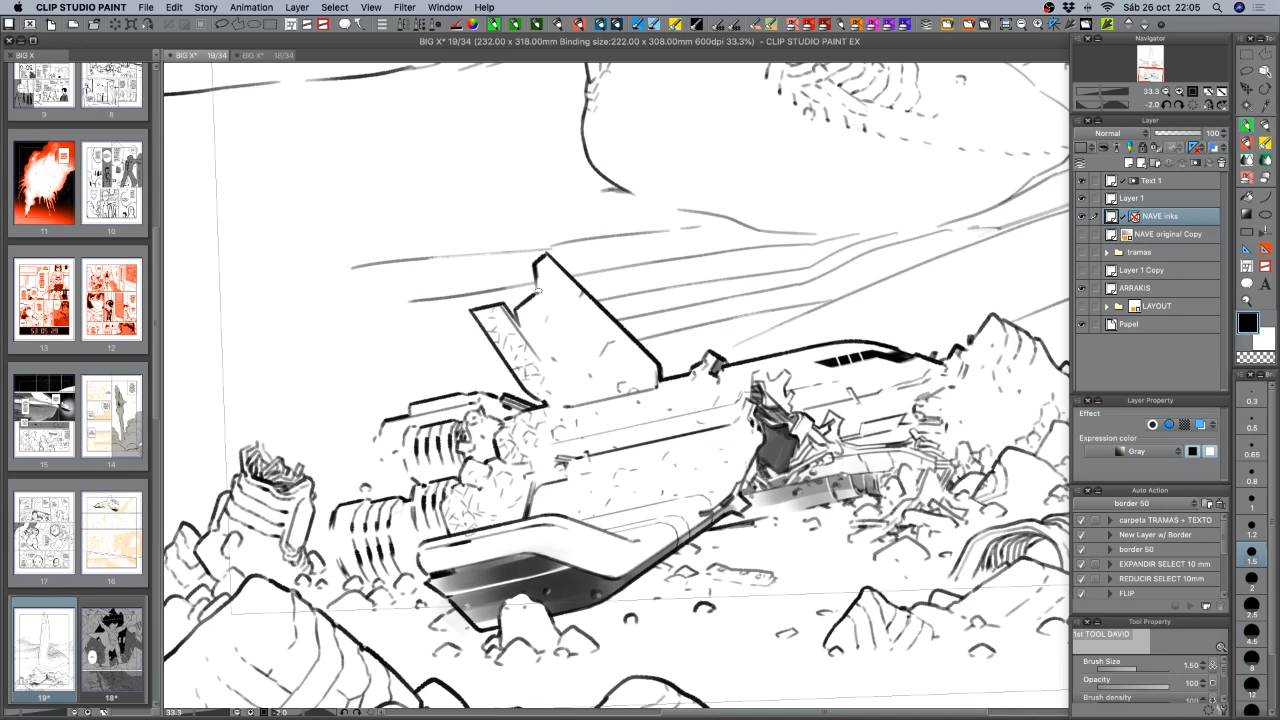 CLIP STUDIO PAINT File Edit Story Animation Layer Select View Filter Window Help Sáb 26 oct 22:05
BIG X* 19/34 (232.00 x 318.00mm Binding size:222.00 x 308.00mm 600dpi 33.3%) - CLIP STUDIO PAINT EX
Navigator
BIG X
BIG X* 19/34
BIG X* 18/34
9
8
11
10
13
12
15
14
17
16
19*
18*
33.3
-2.0
33.3
-2.0
Layer
Normal
100
Text 1
Layer 1
NAVE inks
NAVE original Copy
tramas
Layer 1 Copy
ARRAKIS
LAYOUT
Papel
Layer Property
Effect
Expression color
Gray
Auto Action
border 50
carpeta TRAMAS + TEXTO
New Layer w/ Border
border 50
EXPANDIR SELECT 10 mm
REDUCIR SELECT 10mm
FLIP
Tool Property
1st TOOL DAVID
Brush Size 1.50
Opacity 100
Brush density 100
To
Br
0.3
0.5
0.65
0.8
1
1.2
1.5
2
2.5
4.5
8
12